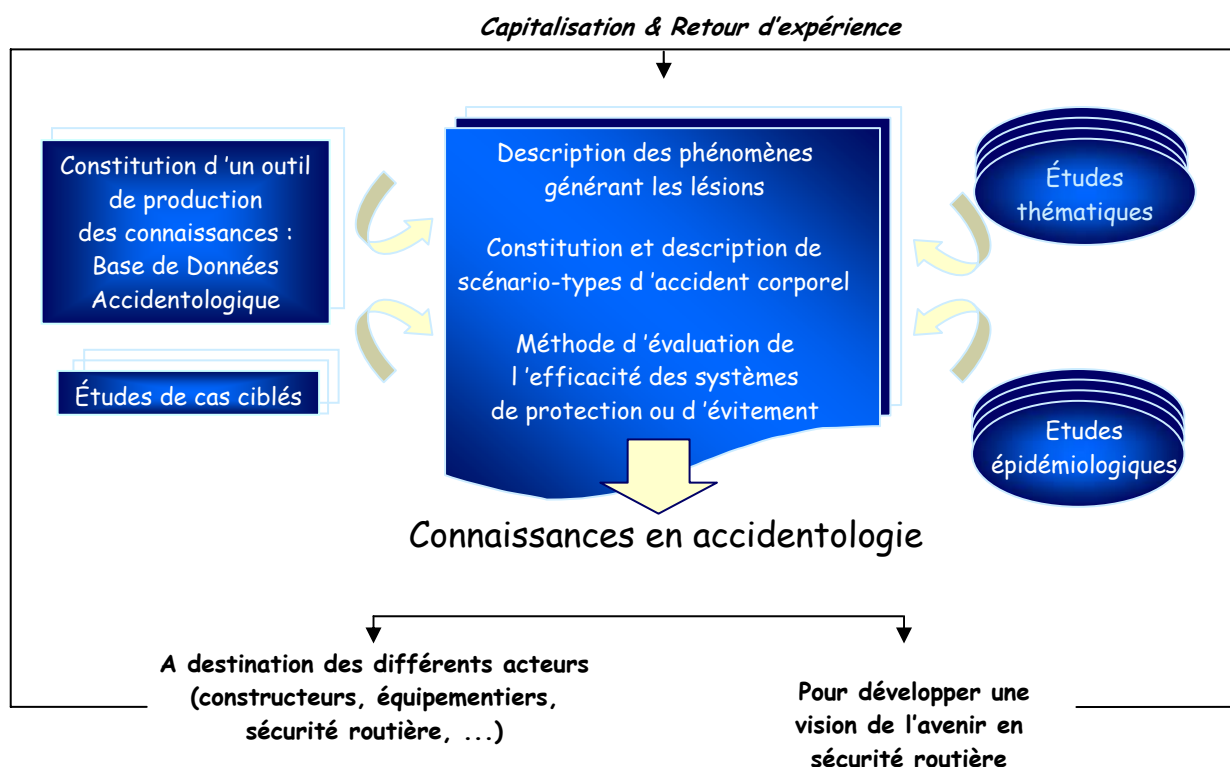 Capitalisation & Retour d'expérience
Constitution d 'un outil
de production
des connaissances :
Base de Données
Accidentologique
Études de cas ciblés
Description des phénomènes
générant les lésions
Constitution et description de
scénario-types d 'accident corporel
Méthode d 'évaluation de
l 'efficacité des systèmes
de protection ou d 'évitement
Études
thématiques
Etudes
épidémiologiques
Connaissances en accidentologie
A destination des différents acteurs
(constructeurs, équipementiers,
sécurité routière, ...)
Pour développer une
vision de l'avenir en
sécurité routière